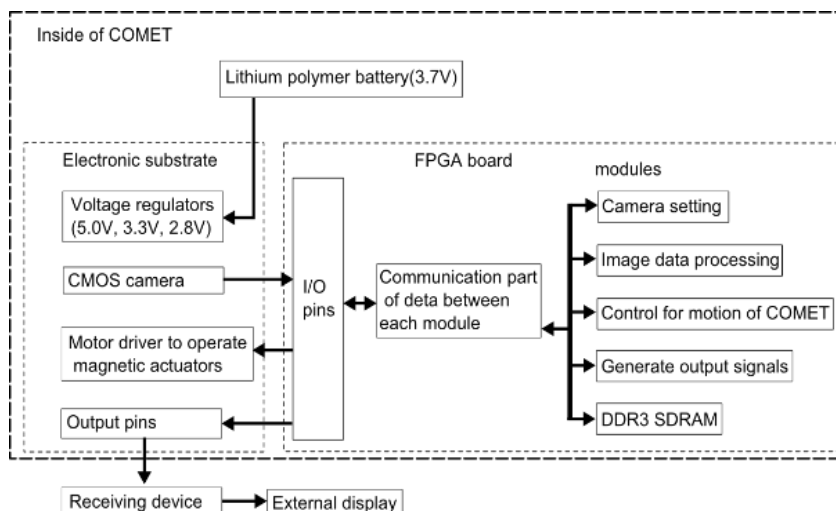 Inside of COMET
Lithium polymer battery(3.7V)
Electronic substrate
FPGA board
modules
Voltage regulators
(5.0V, 3.3V, 2.8V)
CMOS camera
Motor driver to operate
magnetic actuators
Output pins
I/O
pins
Communication part
of deta between
each module
Camera setting
Image data processing
Control for motion of COMET
Generate output signals
DDR3 SDRAM
Receiving device
External display